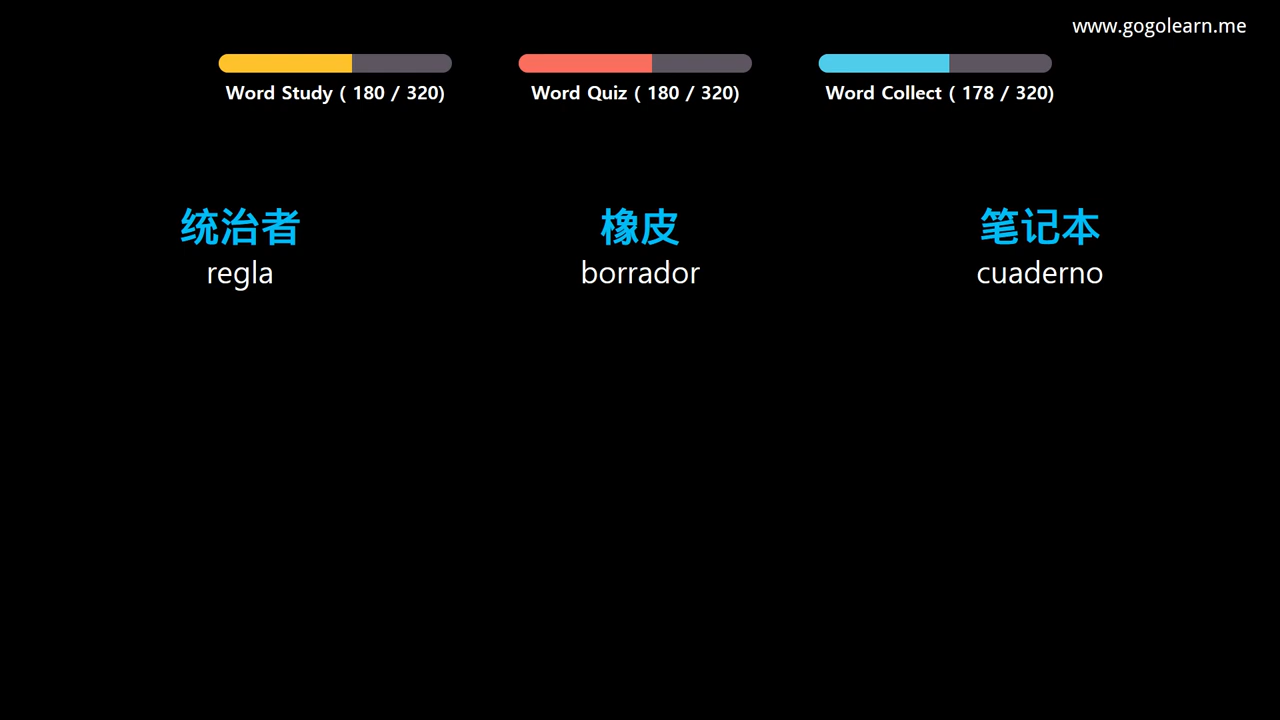 www.gogolearn.me
Word Study ( 180 / 320)
Word Quiz ( 180 / 320)
Word Collect ( 178 / 320)
统治者
regla
橡皮
borrador
笔记本
cuaderno